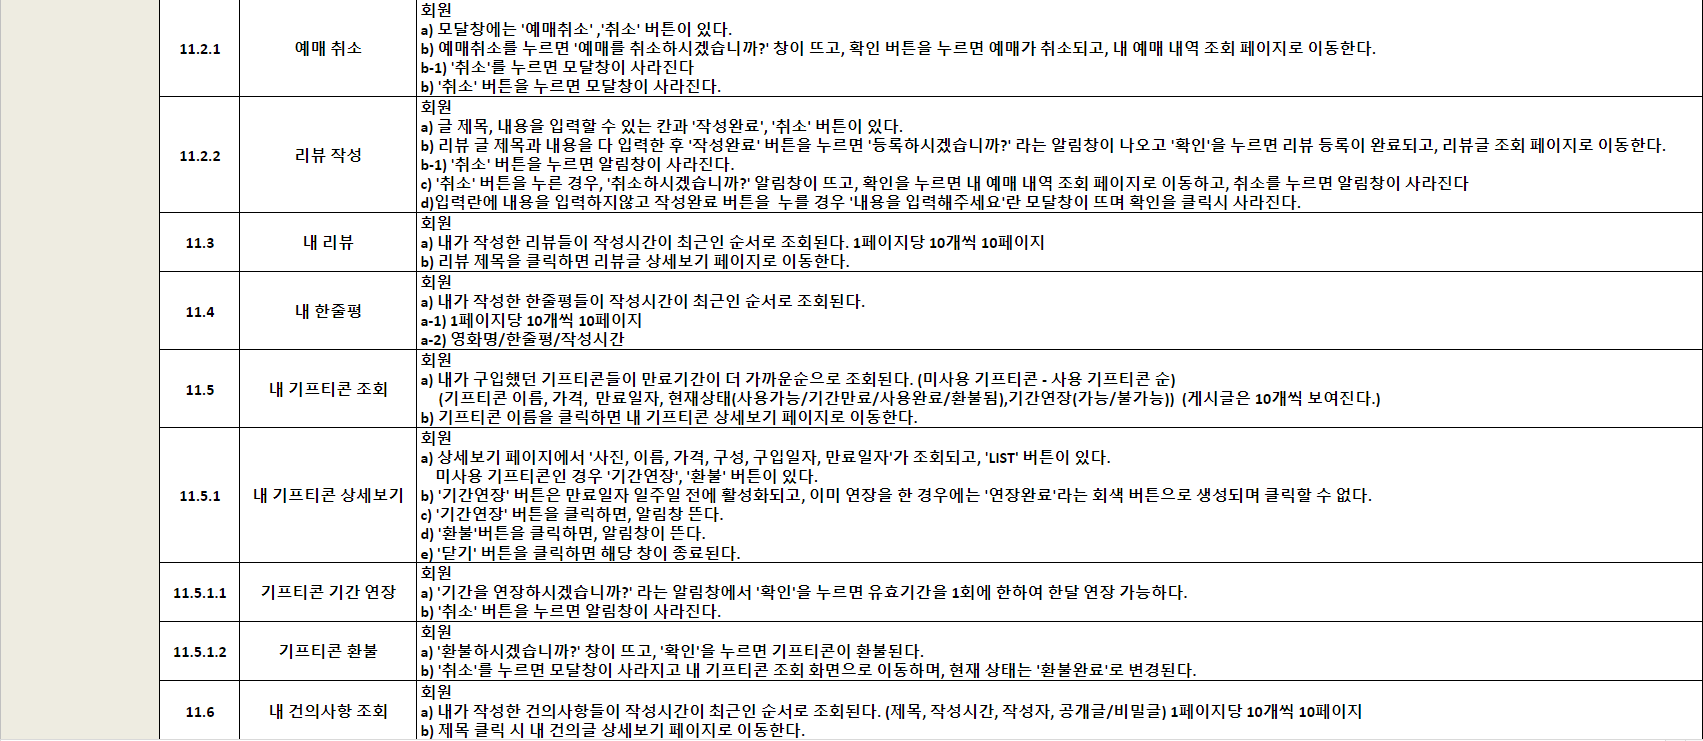 회원
a) 모달창에는 '예매취소' ,'취소' 버튼이 있다.
11.2.1 예매 취소 b) 예매취소를 누르면 '예매를 취소하시겠습니까?' 창이 뜨고, 확인 버튼을 누르면 예매가 취소되고, 내 예매 내역 조회 페이지로 이동한다.
b-1) '취소'를 누르면 모달창이 사라진다
b) '취소' 버튼을 누르면 모달창이 사라진다.
회원
a) 글 제목, 내용을 입력할 수 있는 칸과 '작성완료', '취소' 버튼이 있다.
b) 리뷰 글 제목과 내용을 다 입력한 후 '작성완료' 버튼을 누르면 '등록하시겠습니까?' 라는 알림창이 나오고 '확인'을 누르면 리뷰 등록이 완료되고, 리뷰글 조회 페이지로 이동한다.
11.2.2 리뷰 작성
b-1) '취소' 버튼을 누르면 알림창이 사라진다.
c) '취소' 버튼을 누른 경우, '취소하시겠습니까?' 알림창이 뜨고, 확인을 누르면 내 예매 내역 조회 페이지로 이동하고, 취소를 누르면 알림창이 사라진다
d)입력란에 내용을 입력하지않고 작성완료 버튼을  누를 경우 '내용을 입력해주세요'란 모달창이 뜨며 확인을 클릭시 사라진다.
회원
11.3 내 리뷰 a) 내가 작성한 리뷰들이 작성시간이 최근인 순서로 조회된다. 1페이지당 10개씩 10페이지
b) 리뷰 제목을 클릭하면 리뷰글 상세보기 페이지로 이동한다.
회원
a) 내가 작성한 한줄평들이 작성시간이 최근인 순서로 조회된다.
11.4 내 한줄평
a-1) 1페이지당 10개씩 10페이지
a-2) 영화명/한줄평/작성시간
회원
a) 내가 구입했던 기프티콘들이 만료기간이 더 가까운순으로 조회된다. (미사용 기프티콘 - 사용 기프티콘 순)
11.5 내 기프티콘 조회
(기프티콘 이름, 가격,  만료일자, 현재상태(사용가능/기간만료/사용완료/환불됨),기간연장(가능/불가능))  (게시글은 10개씩 보여진다.)
b) 기프티콘 이름을 클릭하면 내 기프티콘 상세보기 페이지로 이동한다.
회원
a) 상세보기 페이지에서 '사진, 이름, 가격, 구성, 구입일자, 만료일자'가 조회되고, 'LIST' 버튼이 있다.
미사용 기프티콘인 경우 '기간연장', '환불' 버튼이 있다.
11.5.1 내 기프티콘 상세보기 b) '기간연장' 버튼은 만료일자 일주일 전에 활성화되고, 이미 연장을 한 경우에는 '연장완료'라는 회색 버튼으로 생성되며 클릭할 수 없다.
c) '기간연장' 버튼을 클릭하면, 알림창 뜬다.
d) '환불'버튼을 클릭하면, 알림창이 뜬다.
e) '닫기' 버튼을 클릭하면 해당 창이 종료된다.
회원
11.5.1.1 기프티콘 기간 연장 a) '기간을 연장하시겠습니까?' 라는 알림창에서 '확인'을 누르면 유효기간을 1회에 한하여 한달 연장 가능하다.
b) '취소' 버튼을 누르면 알림창이 사라진다.
회원
11.5.1.2 기프티콘 환불 a) '환불하시겠습니까?' 창이 뜨고, '확인'을 누르면 기프티콘이 환불된다.
b) '취소'를 누르면 모달창이 사라지고 내 기프티콘 조회 화면으로 이동하며, 현재 상태는 '환불완료'로 변경된다.
회원
11.6 내 건의사항 조회 a) 내가 작성한 건의사항들이 작성시간이 최근인 순서로 조회된다. (제목, 작성시간, 작성자, 공개글/비밀글) 1페이지당 10개씩 10페이지
b) 제목 클릭 시 내 건의글 상세보기 페이지로 이동한다.